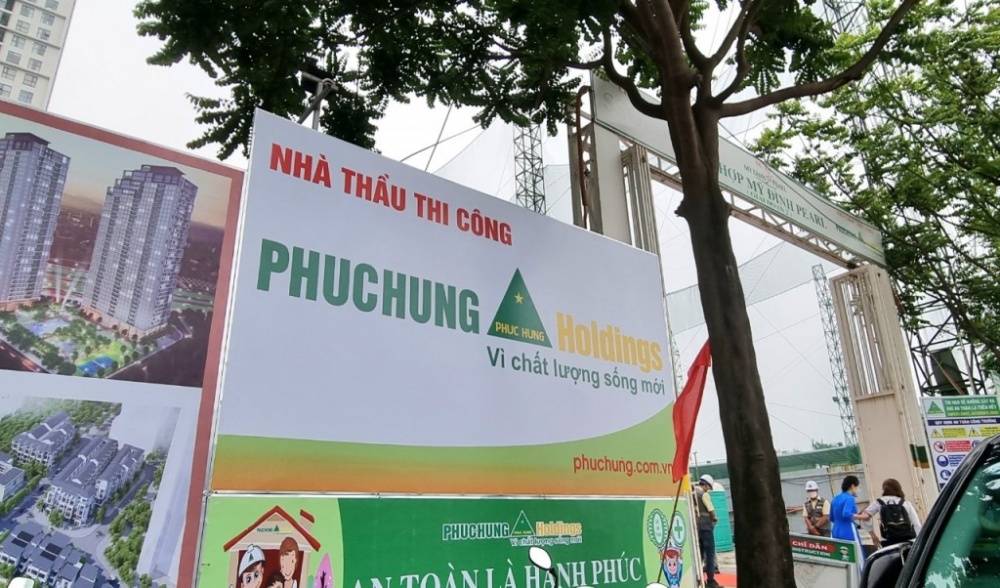 NHÀ THẦU THI CÔNG
PHUCHUNG Holdings
PHUC HUNG
Vì chất lượng sống mới
phuchung.com.vn
PHUCHUNG Holdings
Vì chất lượng sống mới
AN TOÀN LÀ HẠNH PHÚC
HỢP MỸ ĐÌNH PEARL
CHỈ DẪN